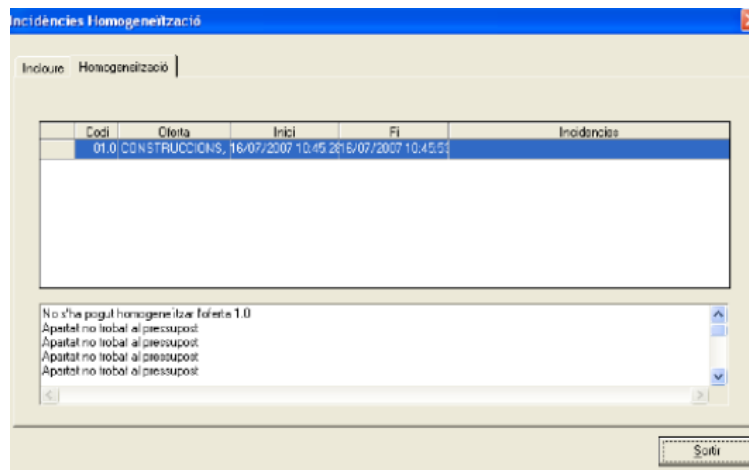 Incidències Homogeneïtzació
Incloure Homogeneïtzació
Codi Oferta Inici Fi Incidencies
01.0 CONSTRUCCIONS, 16/07/2007 10:45:28 16/07/2007 10:45:55
No s'ha pogut homogeneïtzar l'oferta 1.0
Apartat no trobat al pressupost
Apartat no trobat al pressupost
Apartat no trobat al pressupost
Apartat no trobat al pressupost
Sortir